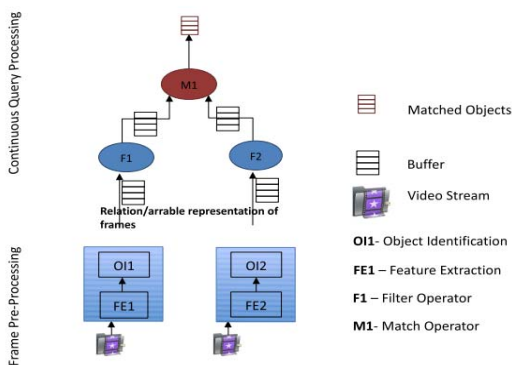 Continuous Query Processing
M1
F1
F2
Relation/arrable representation of
frames
Frame Pre-Processing
OI1
FE1
OI2
FE2
Matched Objects
Buffer
Video Stream
OI1- Object Identification
FE1 – Feature Extraction
F1 – Filter Operator
M1- Match Operator